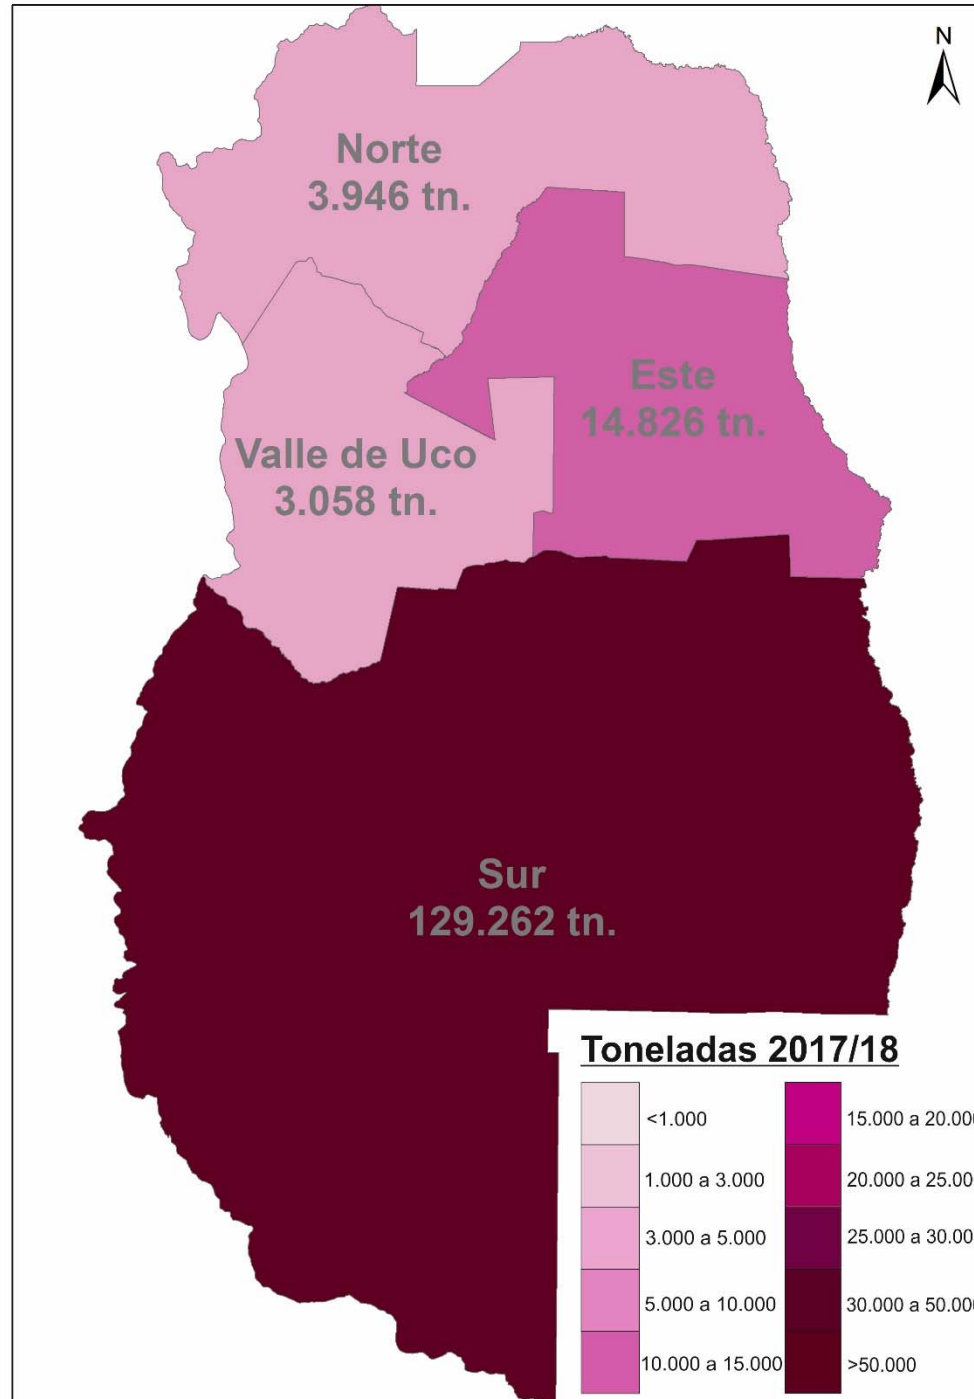 N
Norte
3.946 tn.
Este
14.826 tn.
Valle de Uco
3.058 tn.
Sur
129.262 tn.
Toneladas 2017/18
<1.000
1.000 a 3.000
3.000 a 5.000
5.000 a 10.000
10.000 a 15.000
15.000 a 20.000
20.000 a 25.00
25.000 a 30.00
30.000 a 50.000
>50.000